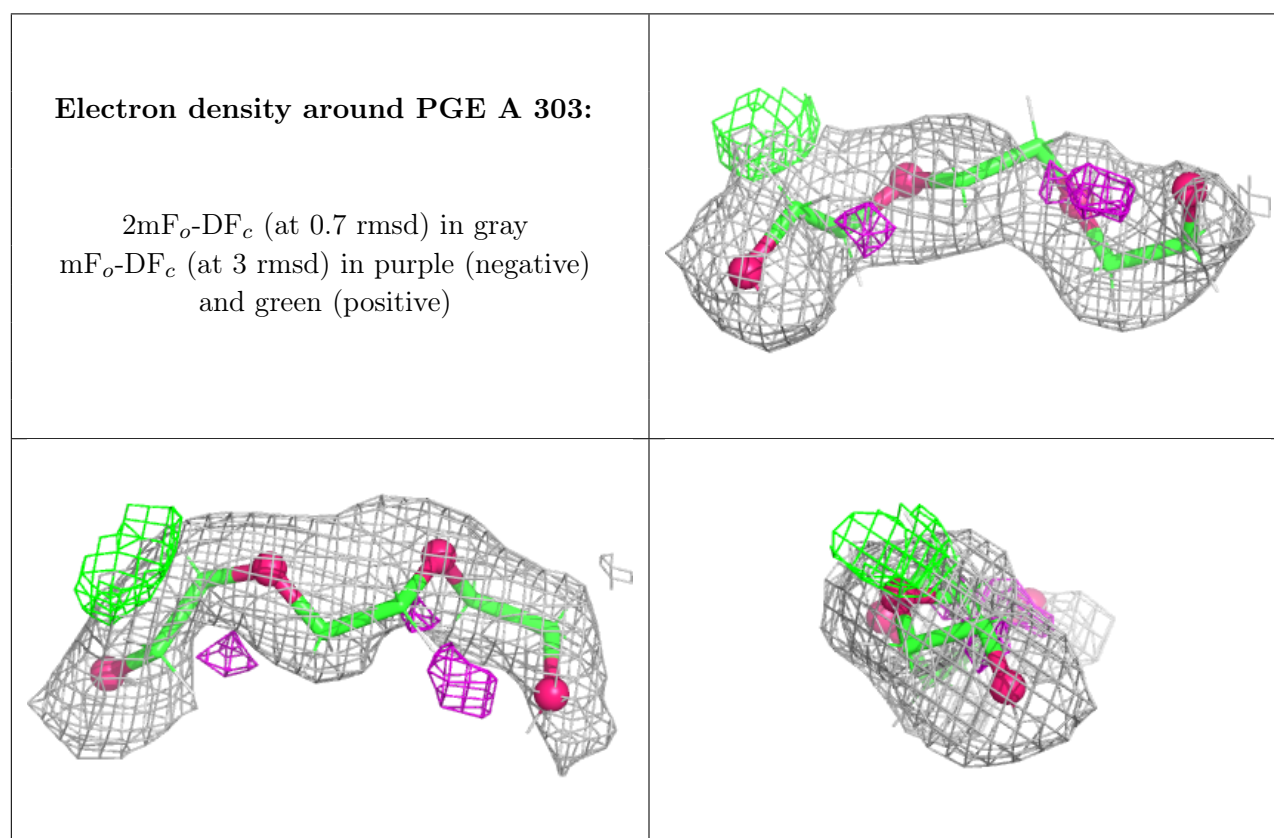 Electron density around PGE A 303:
2mFo-DFc (at 0.7 rmsd) in gray
mFo-DFc (at 3 rmsd) in purple (negative)
and green (positive)